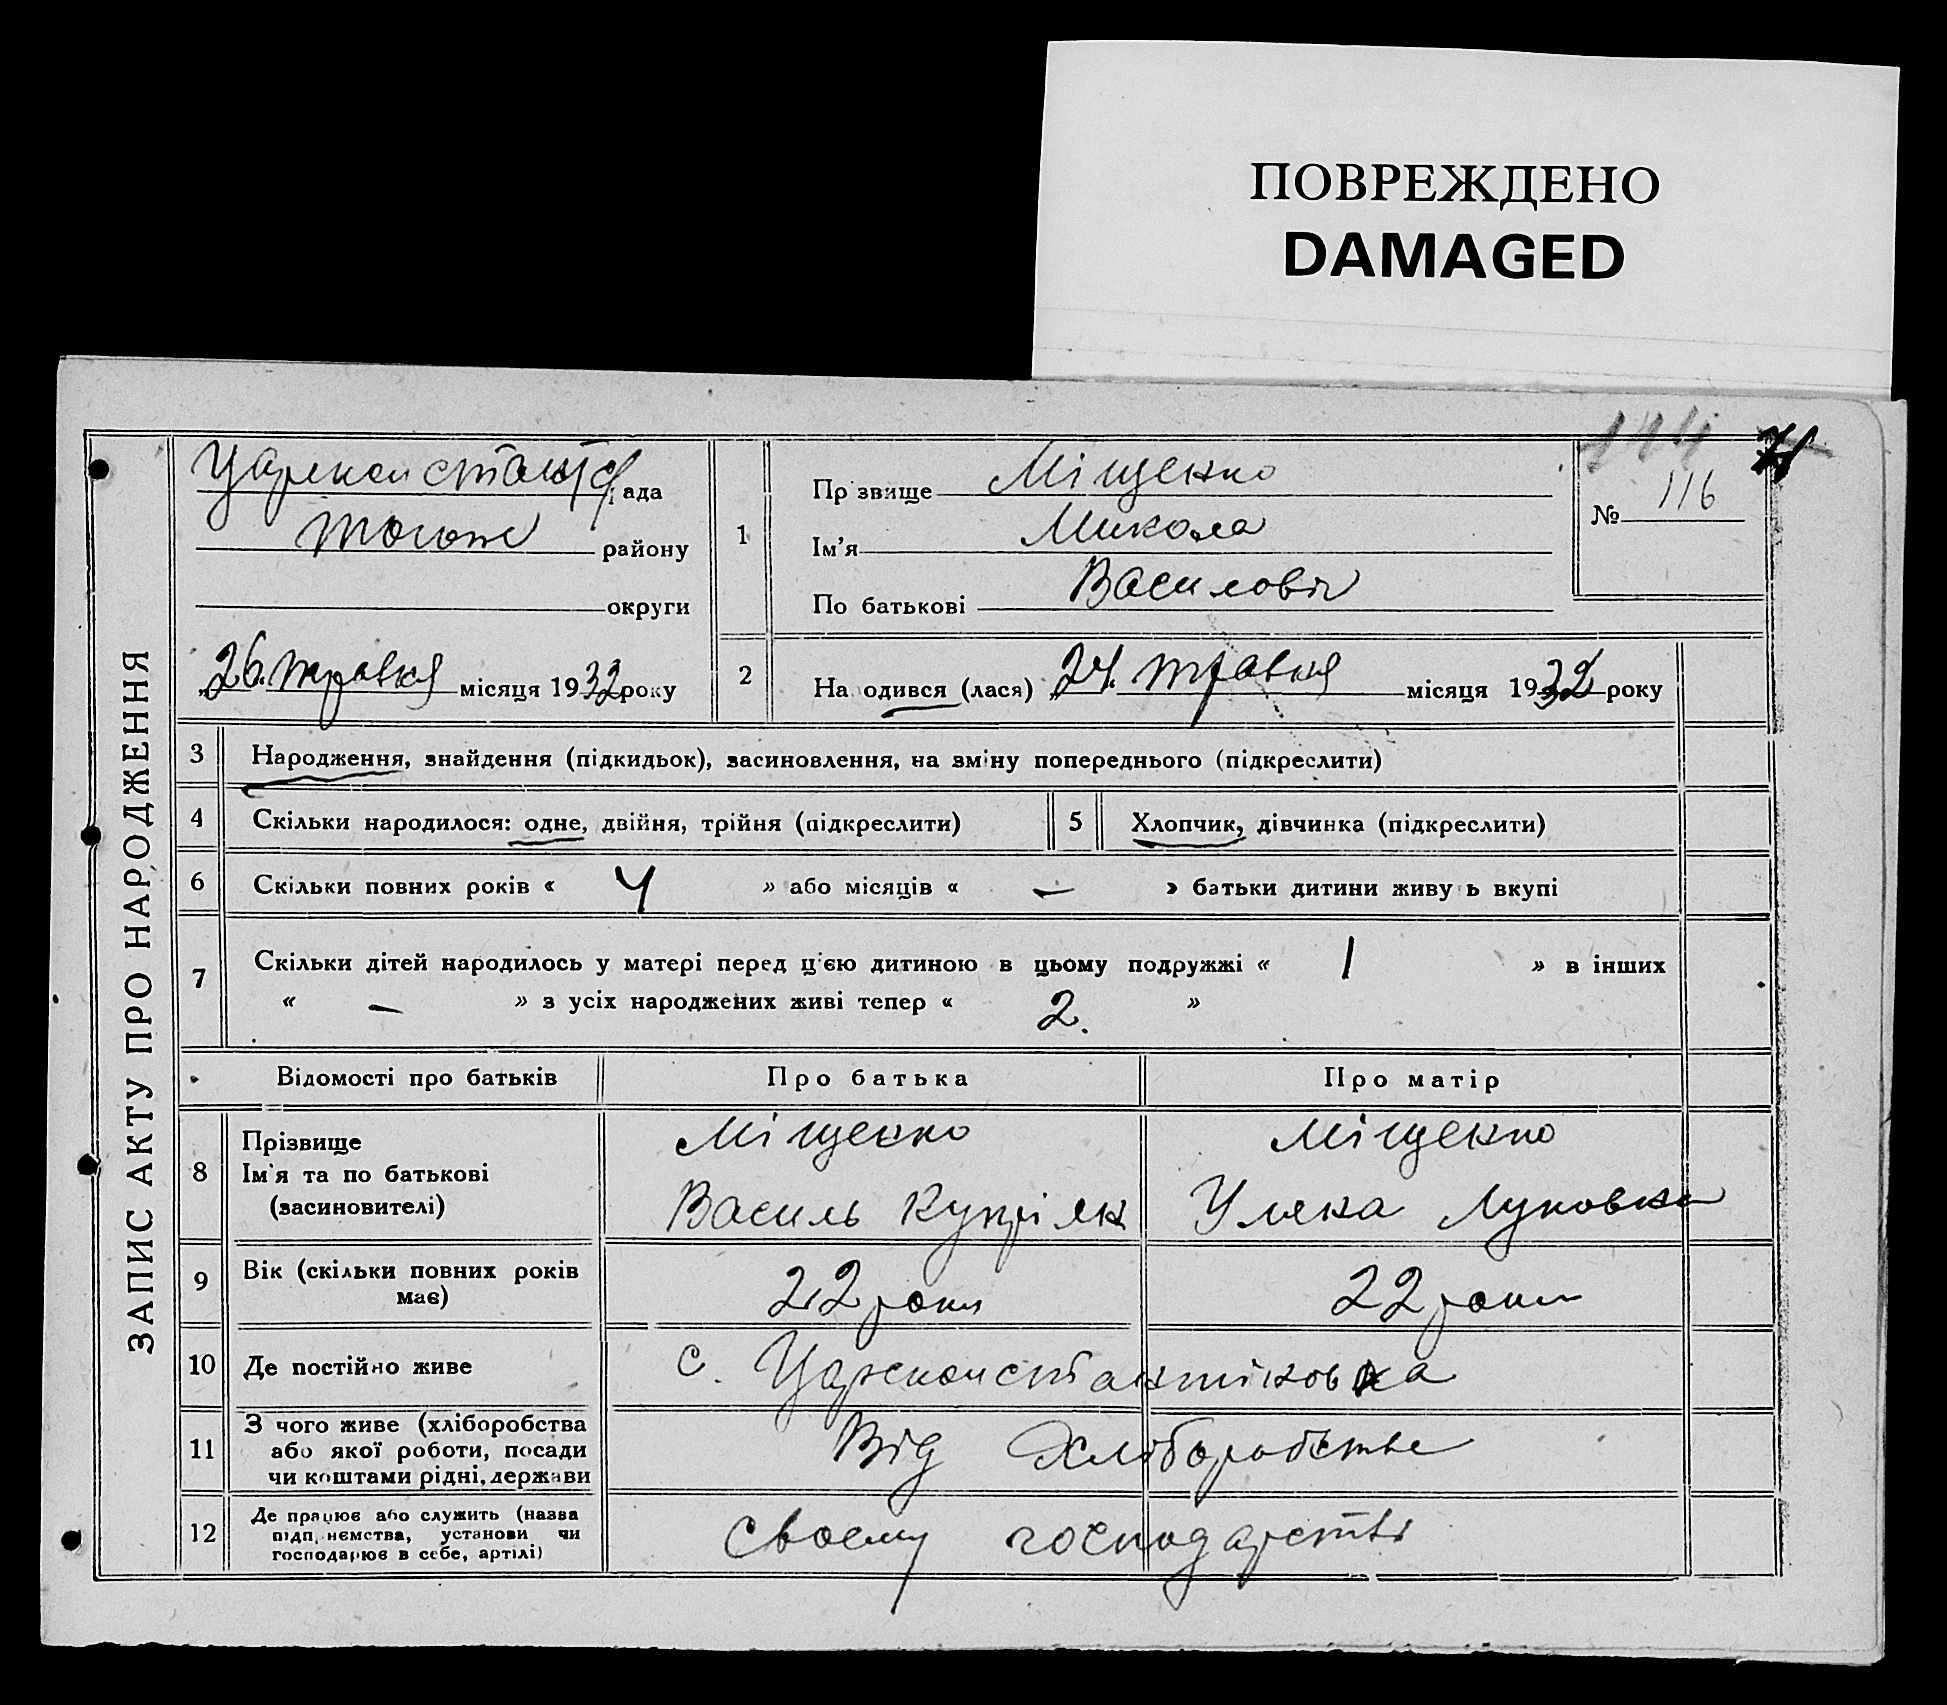 ПОВРЕЖДЕНО
DAMAGED
ЗАПИС АКТУ ПРО НАРОДЖЕННЯ
району
округи
26. травня місяця 1932 року
1
Прізвище Міщенко
Ім'я Микола
По батькові Василовіч
№ 116
2
Народився (лася) 24. травня місяця 1932 року
3 Народження, знайдення (підкидьок), засиновлення, на зміну попереднього (підкреслити)
4 Скільки народилося: одне, двійня, трійня (підкреслити) 5 Хлопчик, дівчинка (підкреслити)
6 Скільки повних років « 4 » або місяців « — » батьки дитини живуть вкупі
7 Скільки дітей народилось у матері перед ц'єю дитиною в цьому подружжі « 1 » в інших
« — » з усіх народжених живі тепер « 2. »
Відомості про батьків Про батька Про матір
8 Прізвище
Ім'я та по батькові
(засиновителі)
Міщенко Міщенко
Василь Купріян Уляна Луковна
9 Вік (скільки повних років
має)
22 роки 22 роки
10 Де постійно живе с. Цареконстантіновка
11 З чого живе (хліборобства
або якої роботи, посади
чи коштами рідні, держави
Від Хліборобства
12 Де працює або служить (назва
підприємства, установи чи
господарює в себе, артілі)
своему господарстві